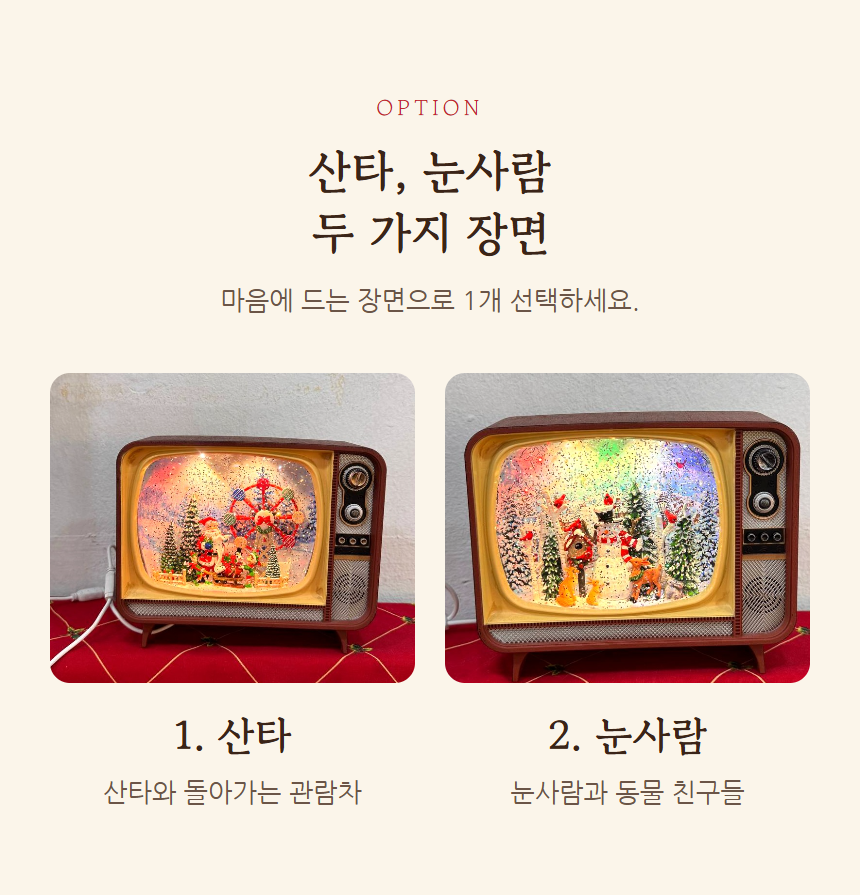 OPTION
산타, 눈사람
두 가지 장면
마음에 드는 장면으로 1개 선택하세요.
1. 산타
산타와 돌아가는 관람차
2. 눈사람
눈사람과 동물 친구들